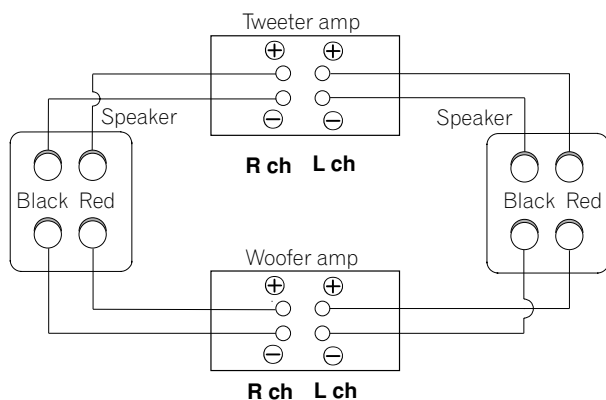 Tweeter amp
⊕ ⊕
Speaker
Speaker
⊖ ⊖
R ch L ch
Black Red
Black Red
Woofer amp
⊕ ⊕
⊖ ⊖
R ch L ch